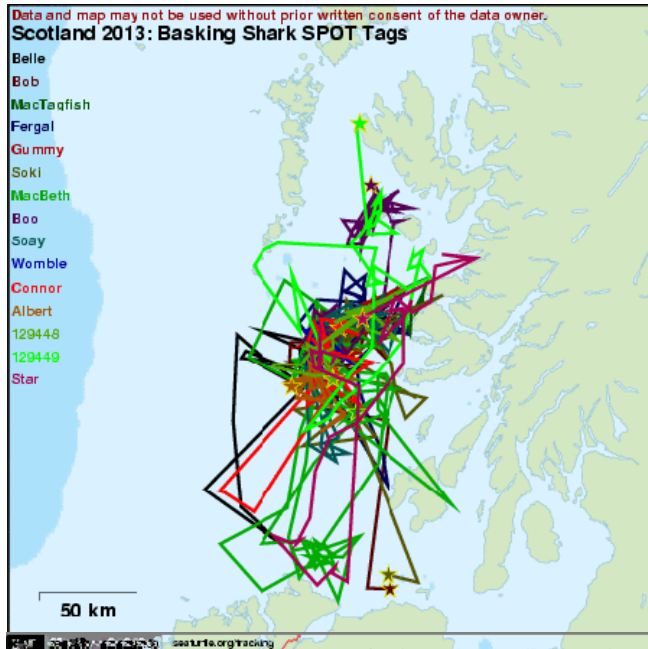 Data and map may not be used without prior written consent of the data owner.
Scotland 2013: Basking Shark SPOT Tags
Belle
Bob
MacTagfish
Fergal
Gummy
Soki
MacBeth
Boo
Soay
Womble
Connor
Albert
129448
129449
Star
50 km
seaturtle.org/tracking